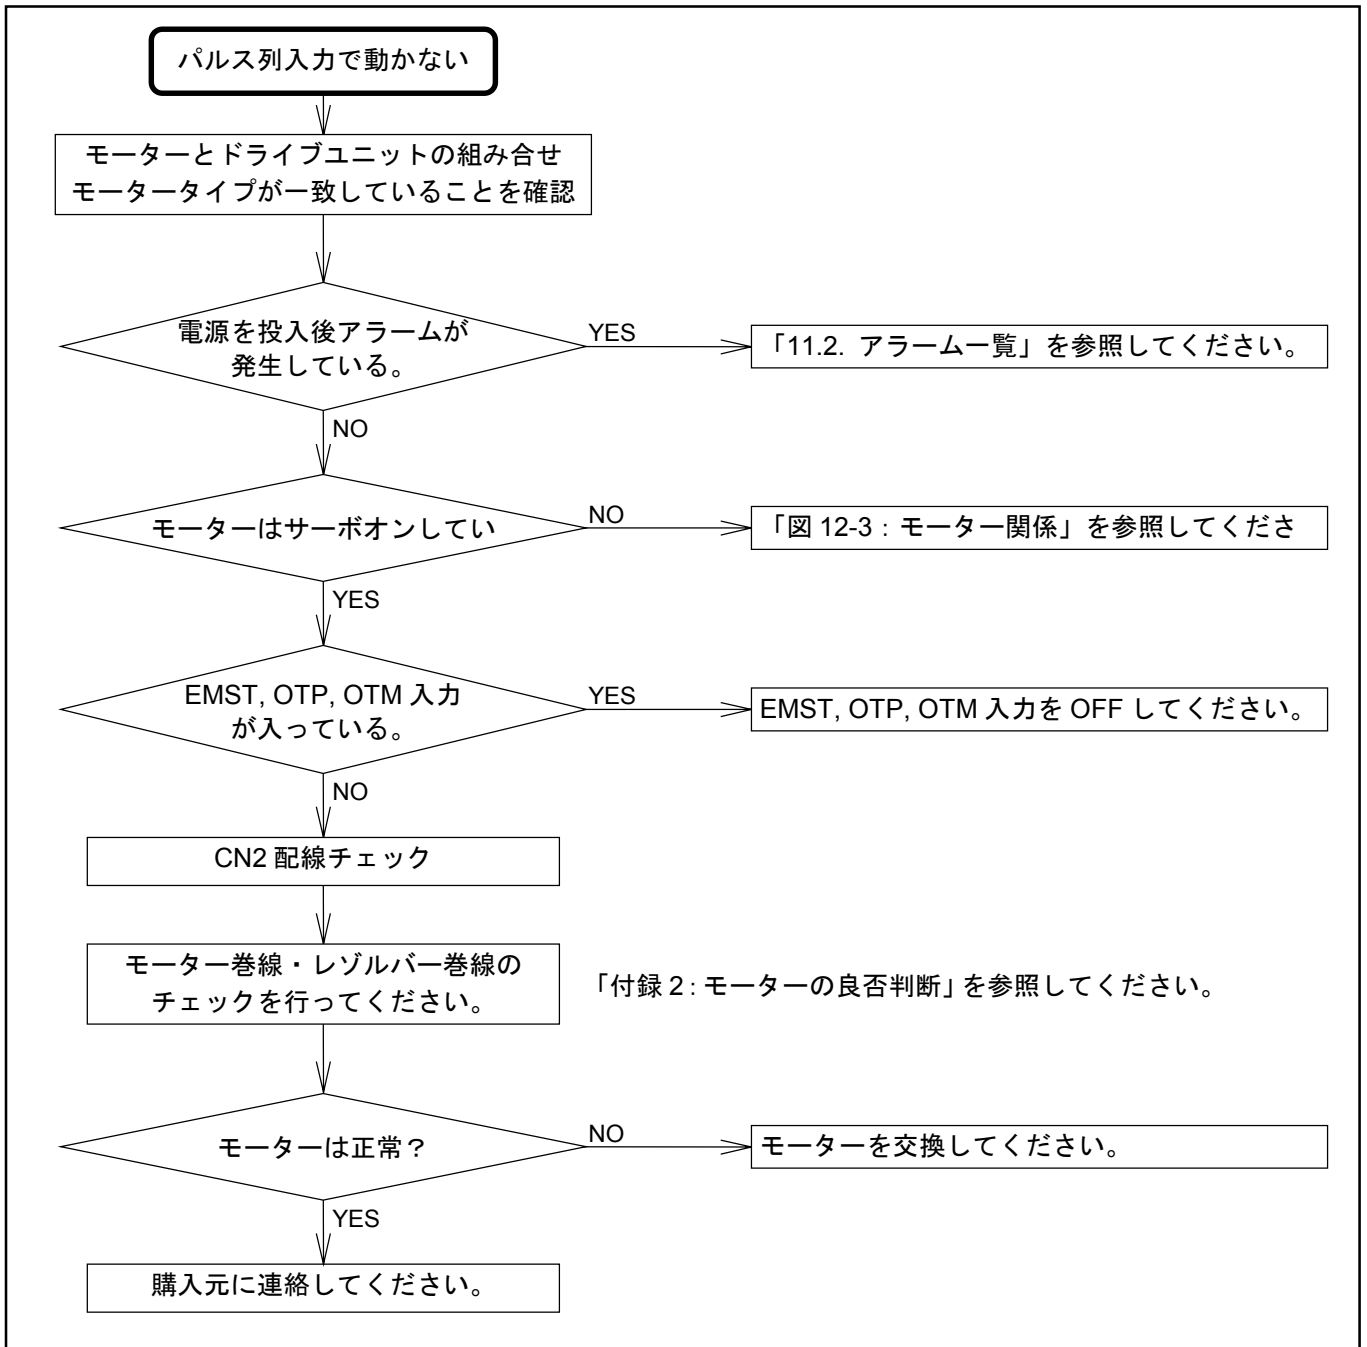 パルス列入力で動かない
モーターとドライブユニットの組み合せ
モータータイプが一致していることを確認
電源を投入後アラームが
発生している。
YES
「11.2. アラーム一覧」を参照してください。
NO
モーターはサーボオンしてい
NO
「図 12-3：モーター関係」を参照してくださ
YES
EMST, OTP, OTM 入力
が入っている。
YES
EMST, OTP, OTM 入力を OFF してください。
NO
CN2 配線チェック
モーター巻線・レゾルバー巻線の
チェックを行ってください。
「付録 2：モーターの良否判断」を参照してください。
モーターは正常？
NO
モーターを交換してください。
YES
購入元に連絡してください。